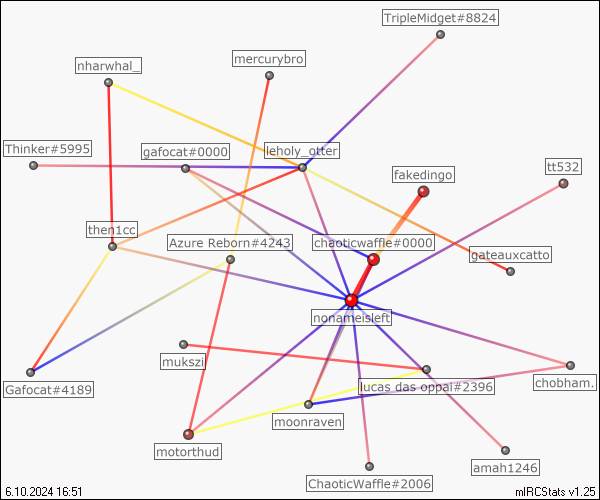 TripleMidget#8824
nharwhal_
mercurybro
Thinker#5995
gafocat#0000
leholy_otter
tt532
fakedingo
then1cc
Azure Reborn#4243
chaoticwaffle#0000
gateauxcatto
nonameisleft
mukszi
Gafocat#4189
lucas das oppai#2396
chobham.
moonraven
motorthud
ChaoticWaffle#2006
amah1246
6.10.2024 16:51
mIRCStats v1.25